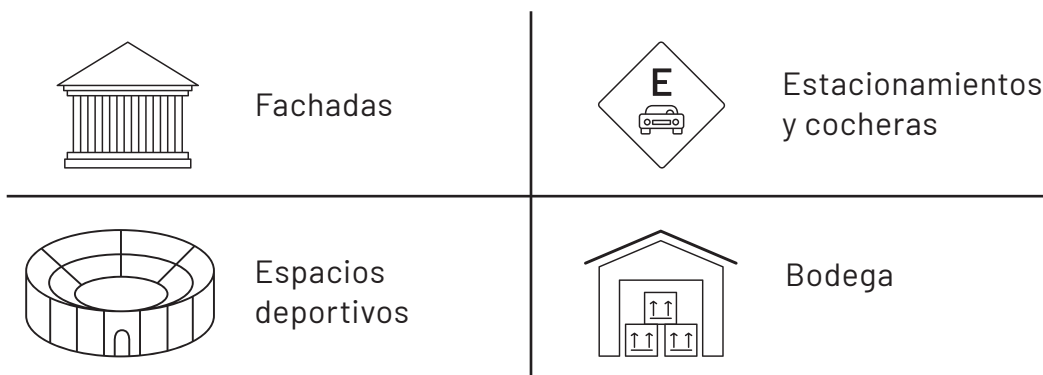 Fachadas
E
Estacionamientos
y cocheras
Espacios
deportivos
Bodega